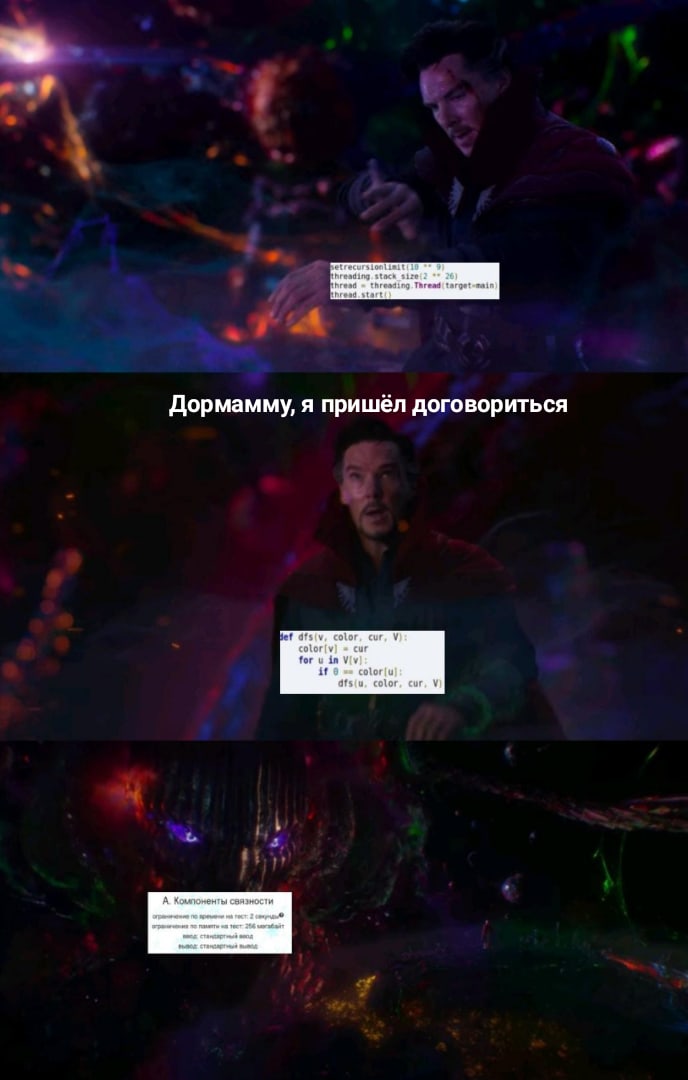 setrecursionlimit(10 ** 9)
threading.stack_size(2 ** 26)
thread = threading.Thread(target=main)
thread.start()
Дормамму, я пришёл договориться
def dfs(v, color, cur, V):
color[v] = cur
for u in V[v]:
if 0 == color[u]:
dfs(u, color, cur, V)
A. Компоненты связности
ограничение по времени на тест: 2 секунды
ограничение по памяти на тест: 256 мегабайт
ввод: стандартный ввод
вывод: стандартный вывод